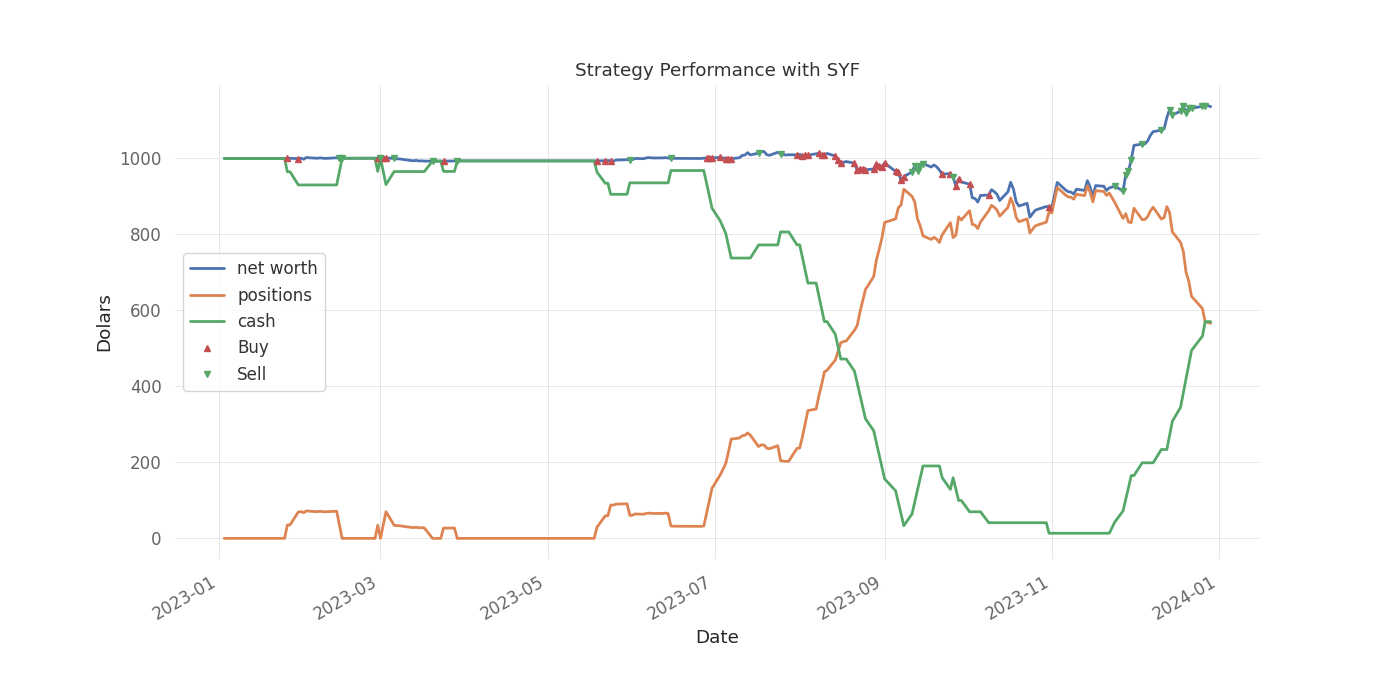 Strategy Performance with SYF
Dolars
1000
800
600
400
200
0
net worth
positions
cash
Buy
Sell
2023-01
2023-03
2023-05
2023-07
2023-09
2023-11
2024-01
Date